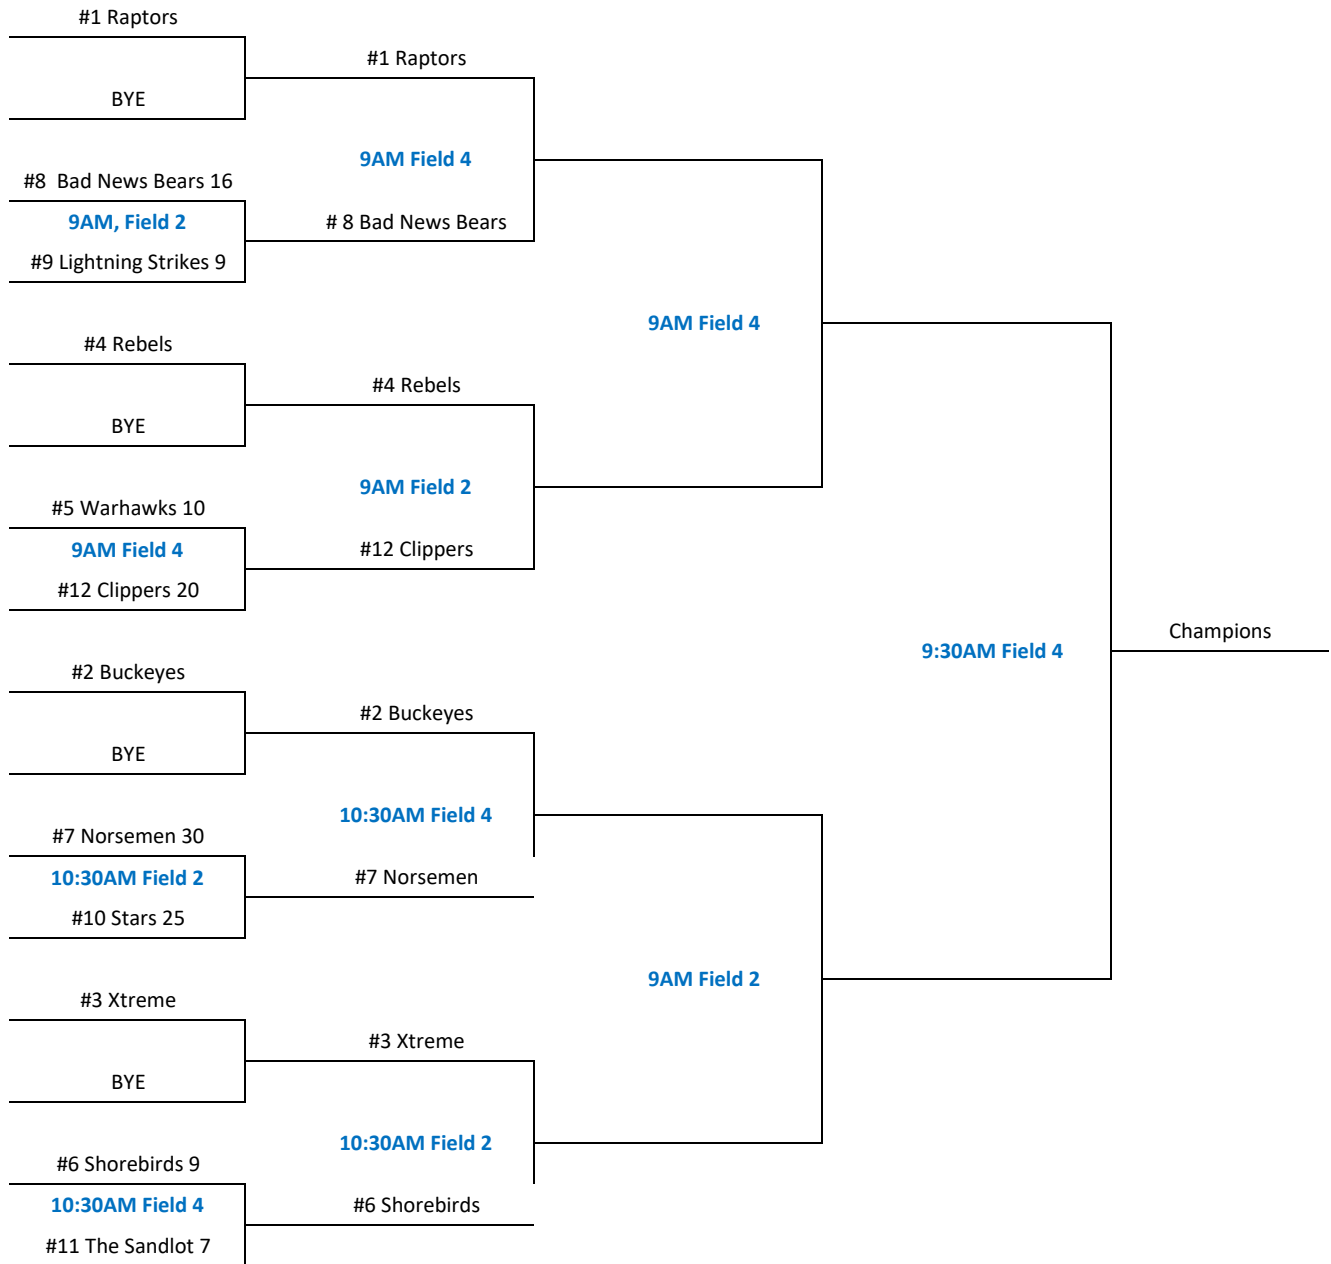 #1 Raptors
#1 Raptors
BYE
9AM Field 4
#8  Bad News Bears 16
9AM, Field 2
# 8 Bad News Bears
#9 Lightning Strikes 9
9AM Field 4
#4 Rebels
#4 Rebels
BYE
9AM Field 2
#5 Warhawks 10
9AM Field 4
#12 Clippers
#12 Clippers 20
Champions
9:30AM Field 4
#2 Buckeyes
#2 Buckeyes
BYE
10:30AM Field 4
#7 Norsemen 30
10:30AM Field 2
#7 Norsemen
#10 Stars 25
9AM Field 2
#3 Xtreme
#3 Xtreme
BYE
10:30AM Field 2
#6 Shorebirds 9
10:30AM Field 4
#6 Shorebirds
#11 The Sandlot 7